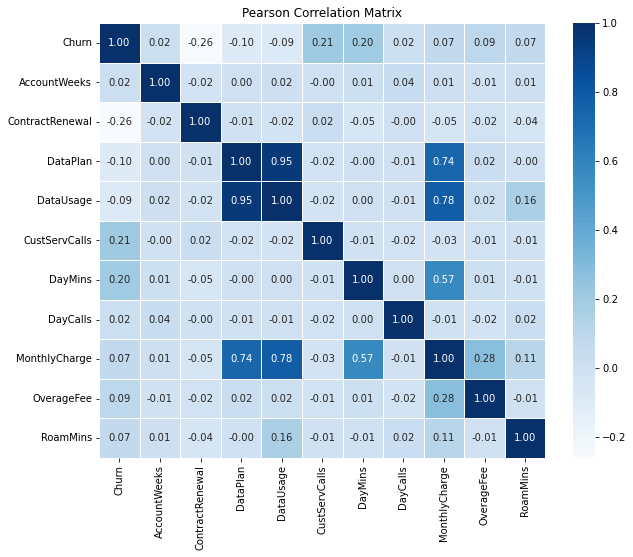 Pearson Correlation Matrix
Churn 1.00 0.02 -0.26 -0.10 -0.09 0.21 0.20 0.02 0.07 0.09 0.07
AccountWeeks 0.02 1.00 -0.02 0.00 0.02 -0.00 0.01 0.04 0.01 -0.01 0.01
ContractRenewal -0.26 -0.02 1.00 -0.01 -0.02 0.02 -0.05 -0.00 -0.05 -0.02 -0.04
DataPlan -0.10 0.00 -0.01 1.00 0.95 -0.02 -0.00 -0.01 0.74 0.02 -0.00
DataUsage -0.09 0.02 -0.02 0.95 1.00 -0.02 0.00 -0.01 0.78 0.02 0.16
CustServCalls 0.21 -0.00 0.02 -0.02 -0.02 1.00 -0.01 -0.02 -0.03 -0.01 -0.01
DayMins 0.20 0.01 -0.05 -0.00 0.00 -0.01 1.00 0.00 0.57 0.01 -0.01
DayCalls 0.02 0.04 -0.00 -0.01 -0.01 -0.02 0.00 1.00 -0.01 -0.02 0.02
MonthlyCharge 0.07 0.01 -0.05 0.74 0.78 -0.03 0.57 -0.01 1.00 0.28 0.11
OverageFee 0.09 -0.01 -0.02 0.02 0.02 -0.01 0.01 -0.02 0.28 1.00 -0.01
RoamMins 0.07 0.01 -0.04 -0.00 0.16 -0.01 -0.01 0.02 0.11 -0.01 1.00
Churn AccountWeeks ContractRenewal DataPlan DataUsage CustServCalls DayMins DayCalls MonthlyCharge OverageFee RoamMins
1.0
0.8
0.6
0.4
0.2
0.0
−0.2